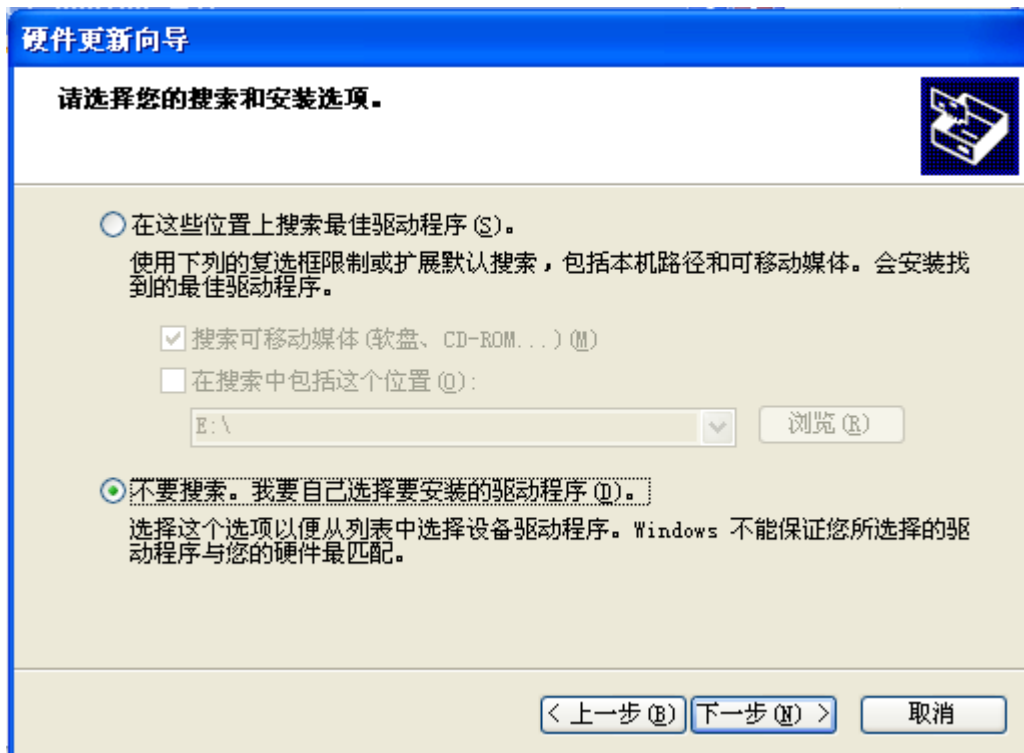 硬件更新向导
请选择您的搜索和安装选项。
在这些位置上搜索最佳驱动程序(S)。
使用下列的复选框限制或扩展默认搜索，包括本机路径和可移动媒体。会安装找
到的最佳驱动程序。
搜索可移动媒体(软盘、CD-ROM...)(M)
在搜索中包括这个位置(O):
E:\
浏览(R)
不要搜索。我要自己选择要安装的驱动程序(D)。
选择这个选项以便从列表中选择设备驱动程序。Windows 不能保证您所选择的驱
动程序与您的硬件最匹配。
< 上一步(B) 下一步(N) > 取消